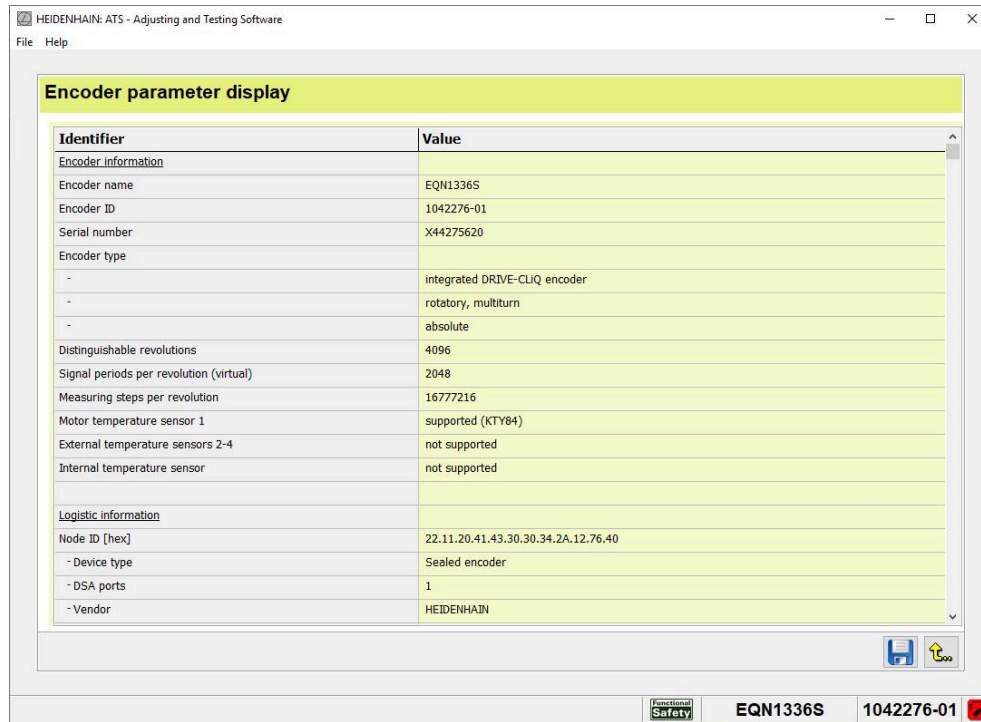 HEIDENHAIN: ATS - Adjusting and Testing Software
File Help
Encoder parameter display
Identifier Value
Encoder information
Encoder name EQN1336S
Encoder ID 1042276-01
Serial number X44275620
Encoder type
- integrated DRIVE-CLiQ encoder
- rotatory, multiturn
- absolute
Distinguishable revolutions 4096
Signal periods per revolution (virtual) 2048
Measuring steps per revolution 16777216
Motor temperature sensor 1 supported (KTY84)
External temperature sensors 2-4 not supported
Internal temperature sensor not supported
Logistic information
Node ID [hex] 22.11.20.41.43.30.30.34.2A.12.76.40
- Device type Sealed encoder
- DSA ports 1
- Vendor HEIDENHAIN
Functional
Safety EQN1336S 1042276-01